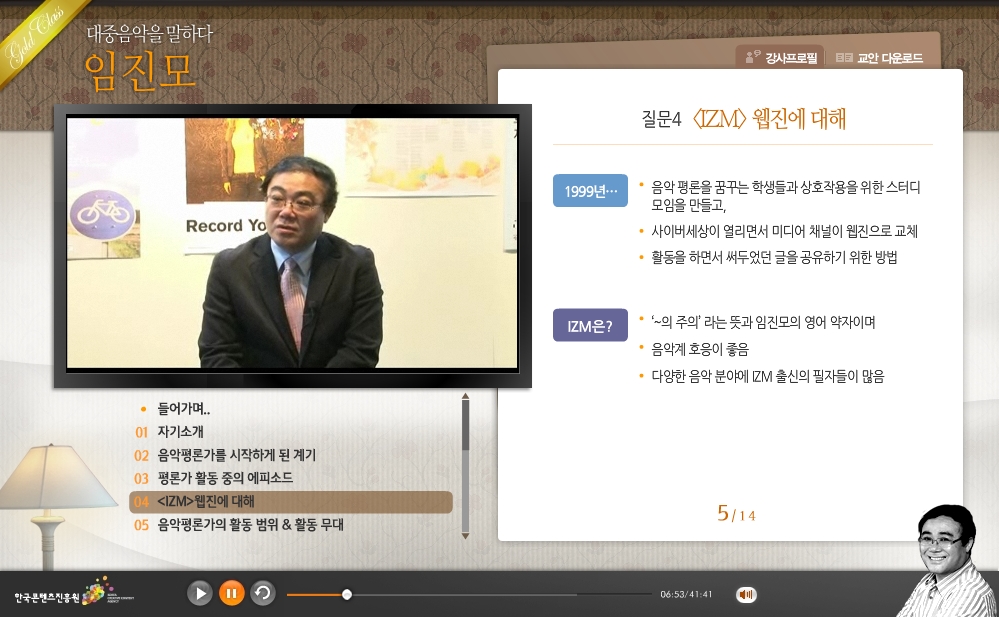 Gold Class
대중음악을 말하다
임진모
강사프로필
교안 다운로드
Record Yo
질문4 <IZM> 웹진에 대해
1999년…
음악 평론을 꿈꾸는 학생들과 상호작용을 위한 스터디
모임을 만들고,
사이버세상이 열리면서 미디어 채널이 웹진으로 교체
활동을 하면서 써두었던 글을 공유하기 위한 방법
IZM은?
‘~의 주의’ 라는 뜻과 임진모의 영어 약자이며
음악계 호응이 좋음
다양한 음악 분야에 IZM 출신의 필자들이 많음
5/14
들어가며..
01 자기소개
02 음악평론가를 시작하게 된 계기
03 평론가 활동 중의 에피소드
04 <IZM>웹진에 대해
05 음악평론가의 활동 범위 & 활동 무대
한국콘텐츠진흥원
06:53/41:41